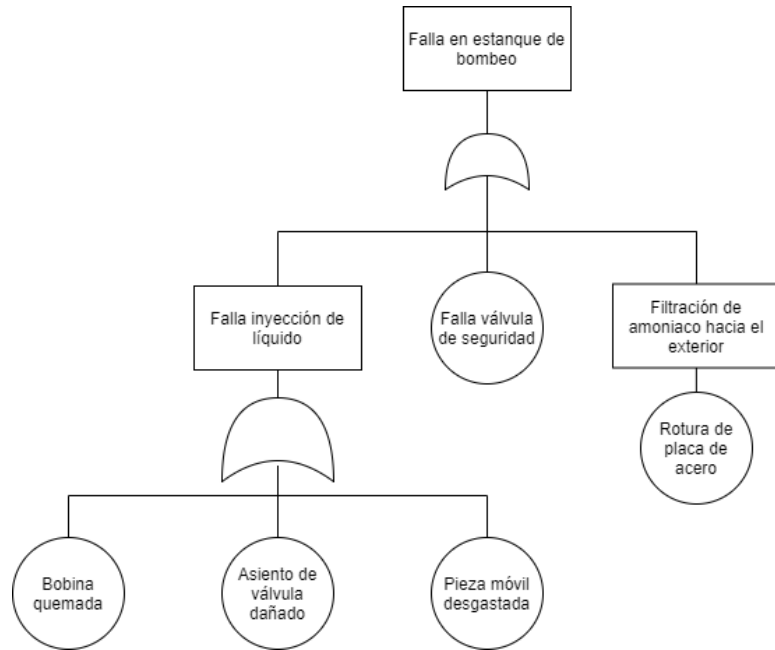 Falla en estanque de
bombeo
Falla inyección de
líquido
Falla válvula
de seguridad
Filtración de
amoniaco hacia el
exterior
Rotura de
placa de
acero
Bobina
quemada
Asiento de
válvula
dañado
Pieza móvil
desgastada